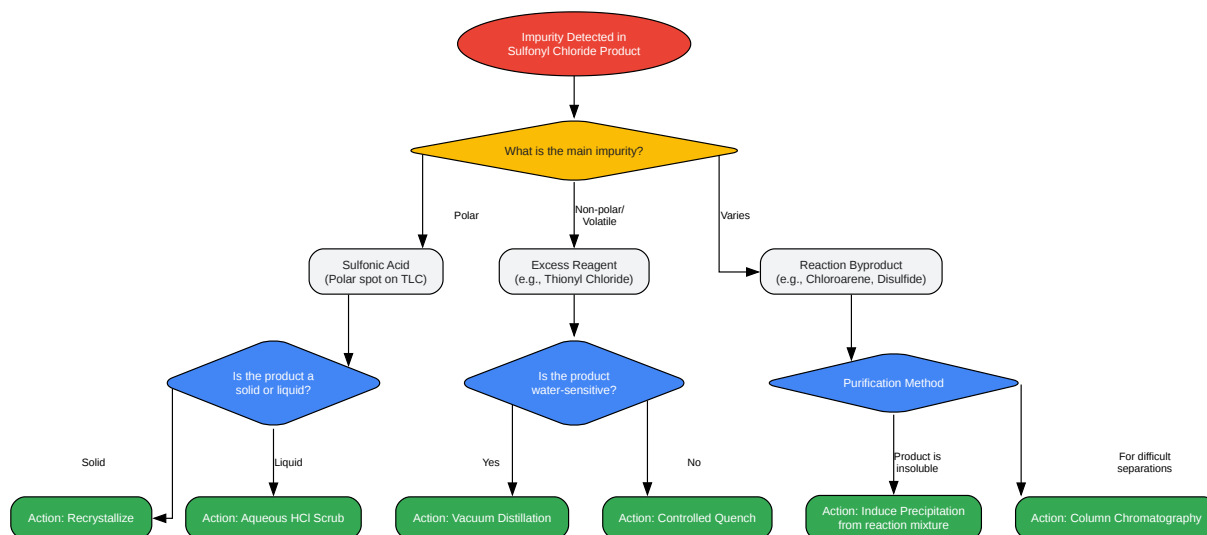 Impurity Detected in
Sulfonyl Chloride Product
What is the main impurity?
Polar
Non-polar/
Volatile
Varies
Sulfonic Acid
(Polar spot on TLC)
Excess Reagent
(e.g., Thionyl Chloride)
Reaction Byproduct
(e.g., Chloroarene, Disulfide)
Is the product a
solid or liquid?
Is the product
water-sensitive?
Purification Method
Solid
Liquid
Yes
No
Product is
insoluble
For difficult
separations
Action: Recrystallize
Action: Aqueous HCl Scrub
Action: Vacuum Distillation
Action: Controlled Quench
Action: Induce Precipitation
from reaction mixture
Action: Column Chromatography